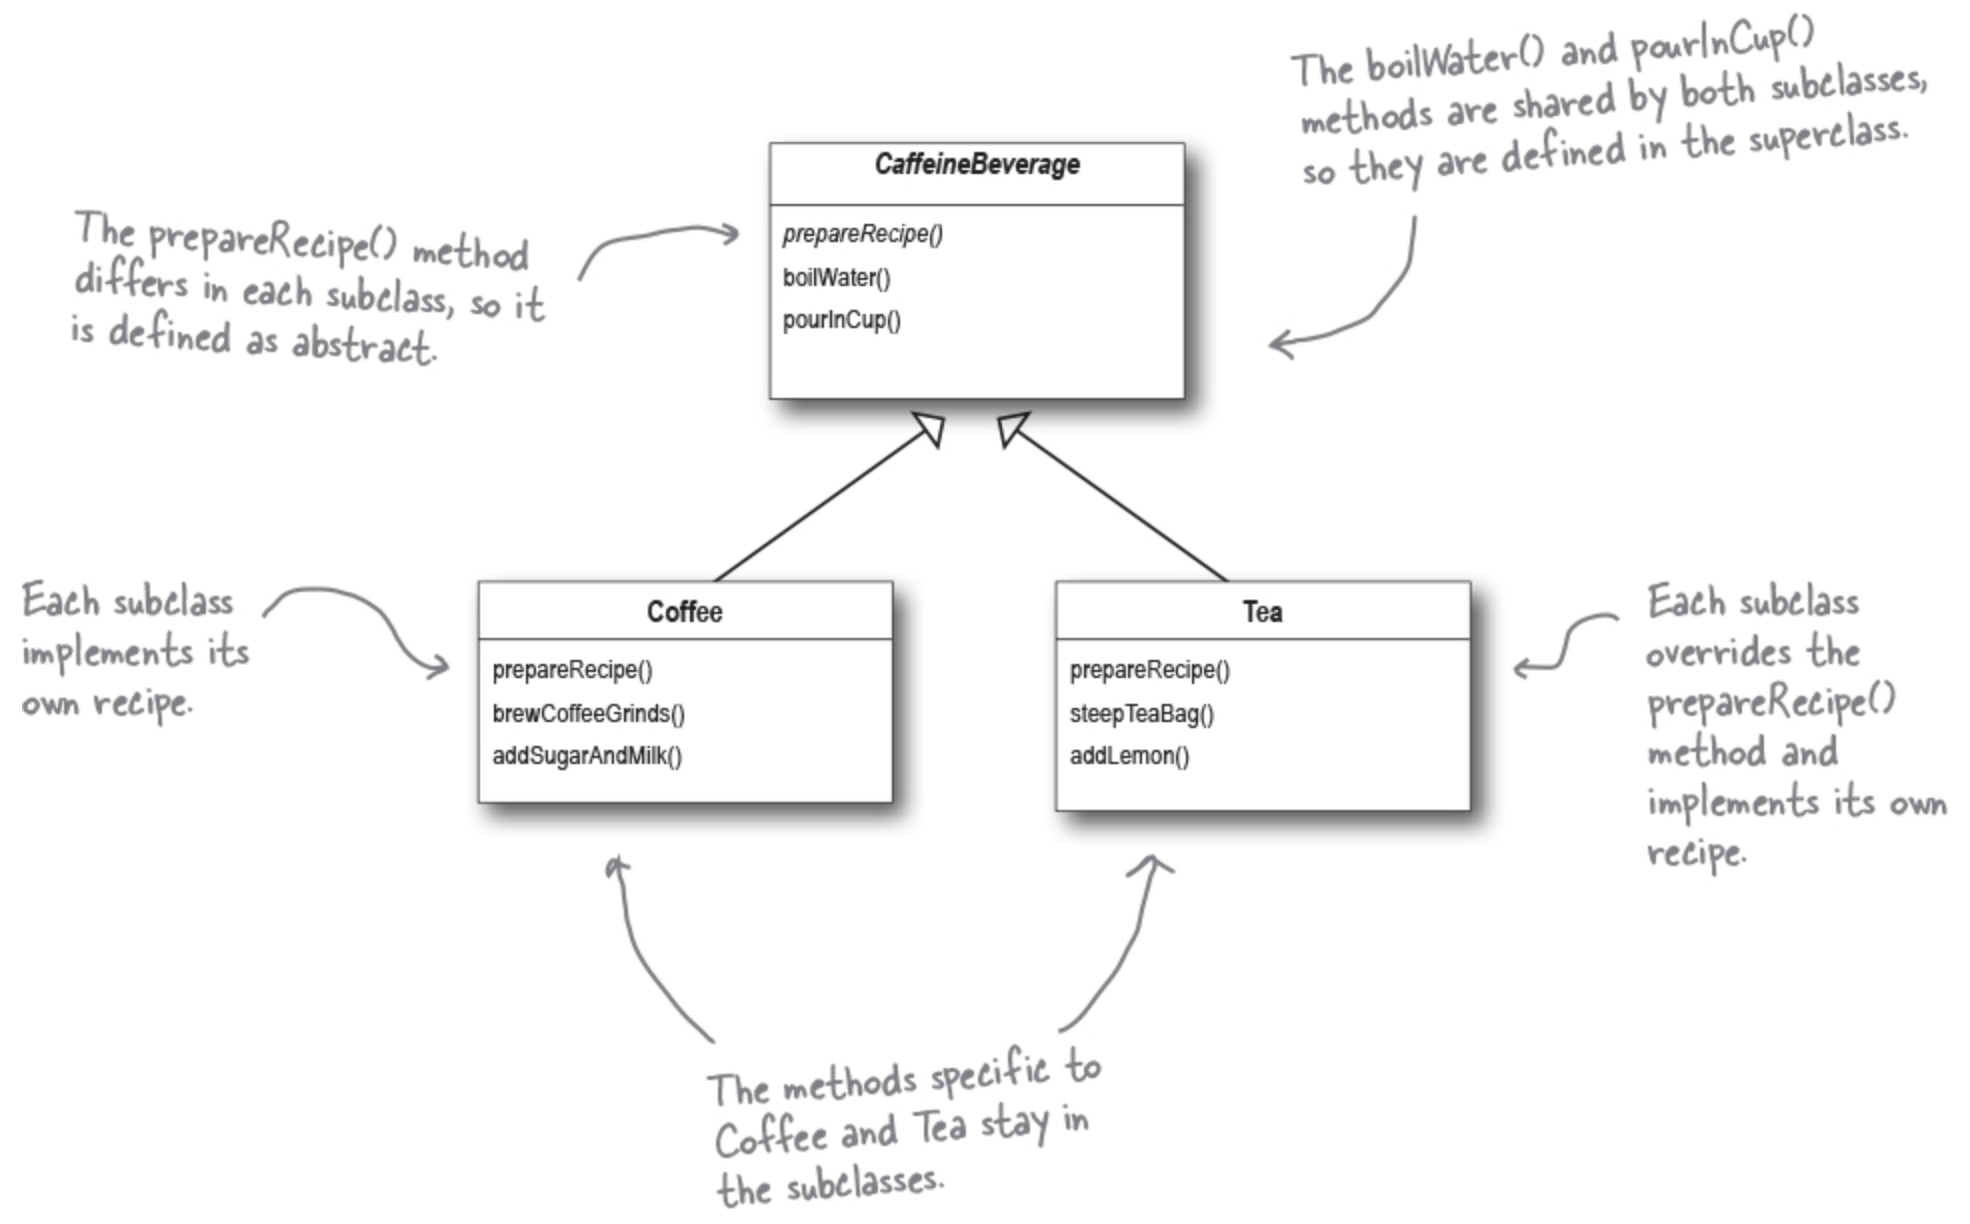 The boilWater() and pourInCup()
methods are shared by both subclasses,
so they are defined in the superclass.
CaffeineBeverage
prepareRecipe()
boilWater()
pourInCup()
The prepareRecipe() method
differs in each subclass, so it
is defined as abstract.
Each subclass
implements its
own recipe.
Coffee
prepareRecipe()
brewCoffeeGrinds()
addSugarAndMilk()
Tea
prepareRecipe()
steepTeaBag()
addLemon()
Each subclass
overrides the
prepareRecipe()
method and
implements its own
recipe.
The methods specific to
Coffee and Tea stay in
the subclasses.